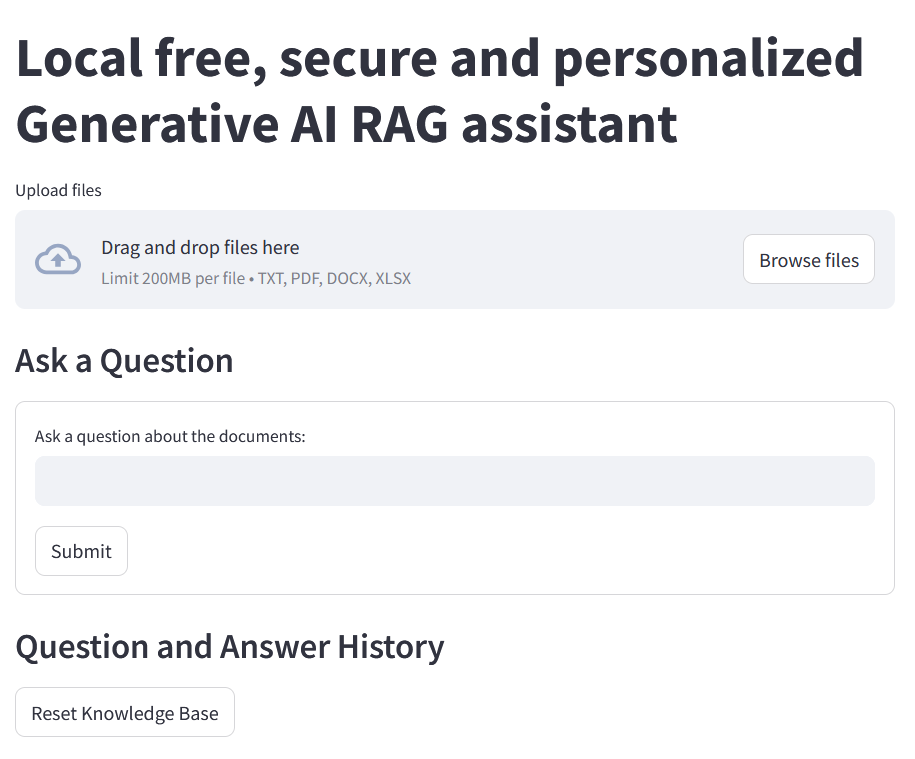 Local free, secure and personalized
Generative AI RAG assistant
Upload files
Drag and drop files here
Limit 200MB per file • TXT, PDF, DOCX, XLSX
Browse files
Ask a Question
Ask a question about the documents:
Submit
Question and Answer History
Reset Knowledge Base